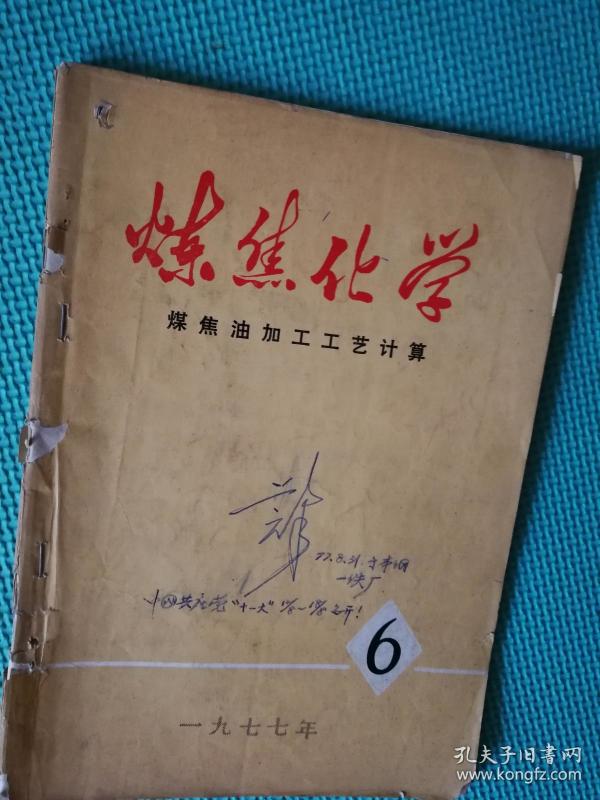 炼焦化学
煤焦油加工工艺计算
77.8.31.
一铁厂
中国共产党“十一大”
6
一九七七年
孔夫子旧书网
www.kongfz.com